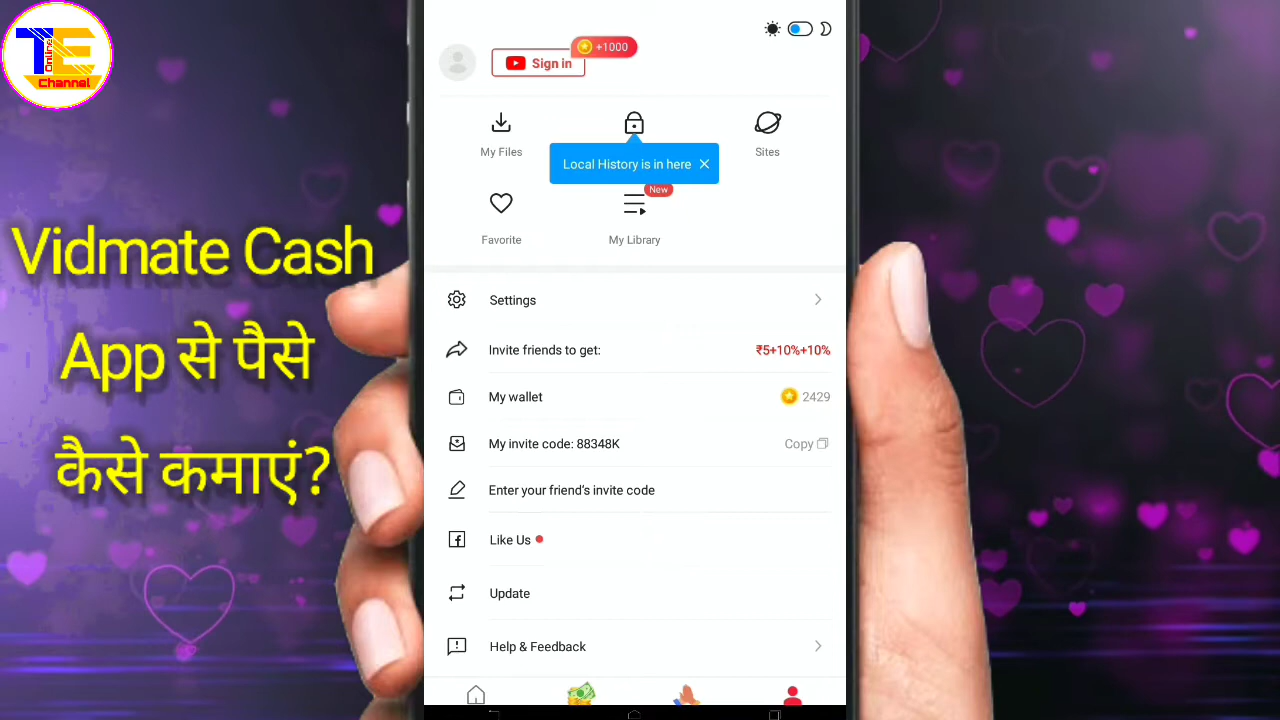 TE
Online
Channel
Vidmate Cash
App से पैसे
कैसे कमाएं?
+1000
Sign in
My Files
Local History is in here
Sites
New
Favorite
My Library
Settings
Invite friends to get: ₹5+10%+10%
My wallet 2429
My invite code: 88348K Copy
Enter your friend's invite code
Like Us
Update
Help & Feedback